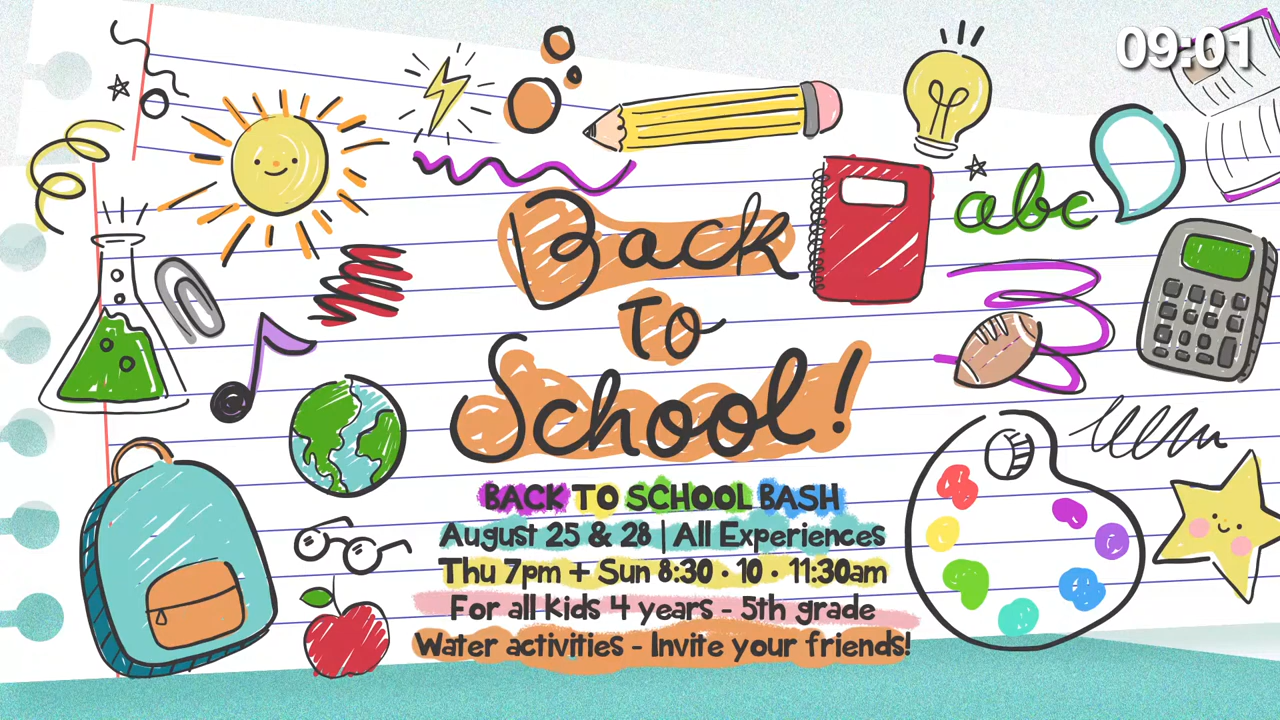 09:01
abc
Back
To
School!
BACK TO SCHOOL BASH
August 25 & 28 | All Experiences
Thu 7pm + Sun 8:30 • 10 • 11:30am
For all kids 4 years - 5th grade
Water activities - Invite your friends!